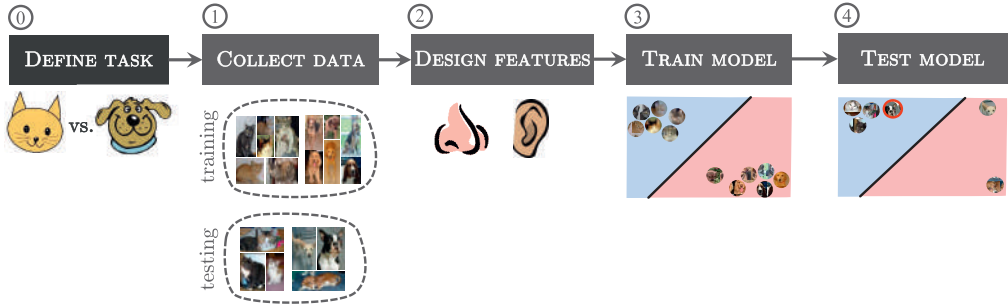 0 1 2 3 4
DEFINE TASK COLLECT DATA DESIGN FEATURES TRAIN MODEL TEST MODEL
vs.
training
testing